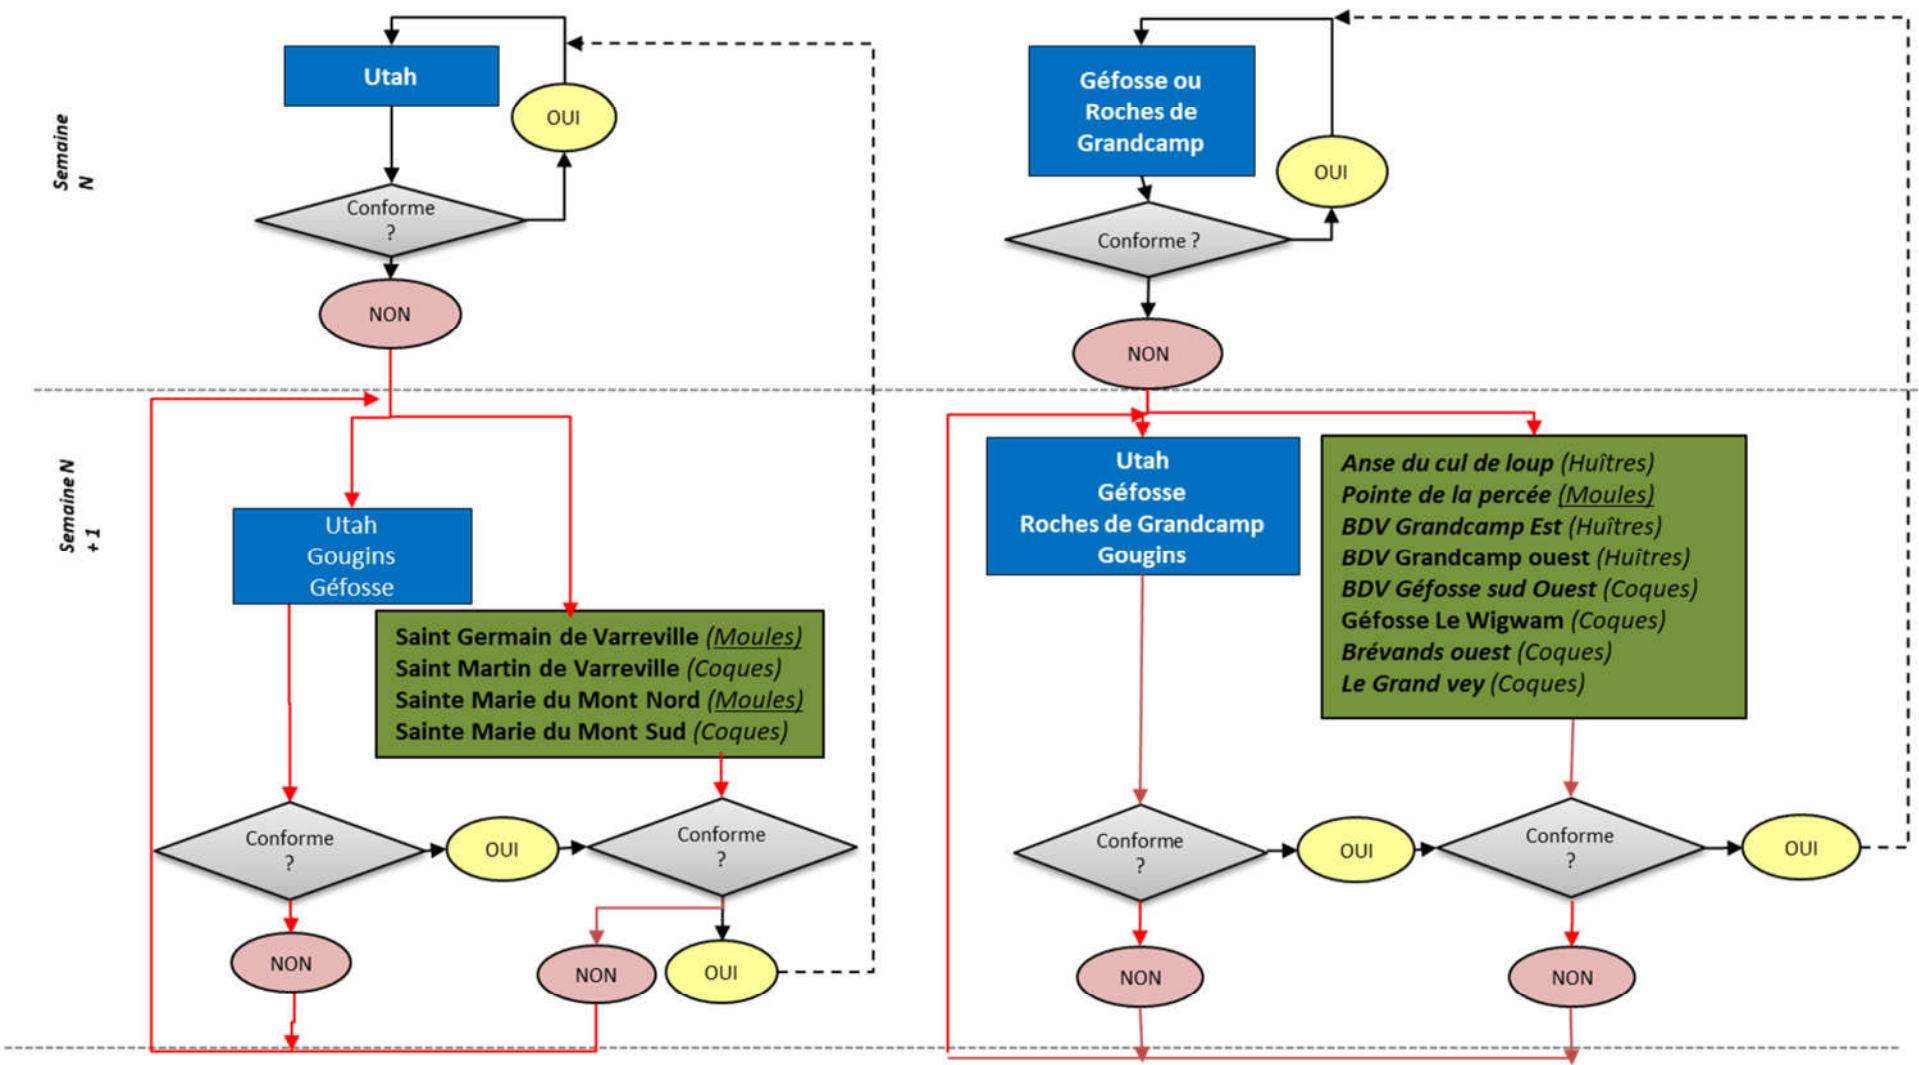 Semaine
N
Utah
OUI
Conforme
?
NON
Géfosse ou
Roches de
Grandcamp
OUI
Conforme ?
NON
Semaine N
+ 1
Utah
Gougins
Géfosse
Saint Germain de Varreville (Moules)
Saint Martin de Varreville (Coques)
Sainte Marie du Mont Nord (Moules)
Sainte Marie du Mont Sud (Coques)
Conforme
?
OUI
Conforme
?
NON
NON
OUI
Utah
Géfosse
Roches de Grandcamp
Gougins
Anse du cul de loup (Huîtres)
Pointe de la percée (Moules)
BDV Grandcamp Est (Huîtres)
BDV Grandcamp ouest (Huîtres)
BDV Géfosse sud Ouest (Coques)
Géfosse Le Wigwam (Coques)
Brévands ouest (Coques)
Le Grand vey (Coques)
Conforme
?
OUI
Conforme
?
OUI
NON
NON